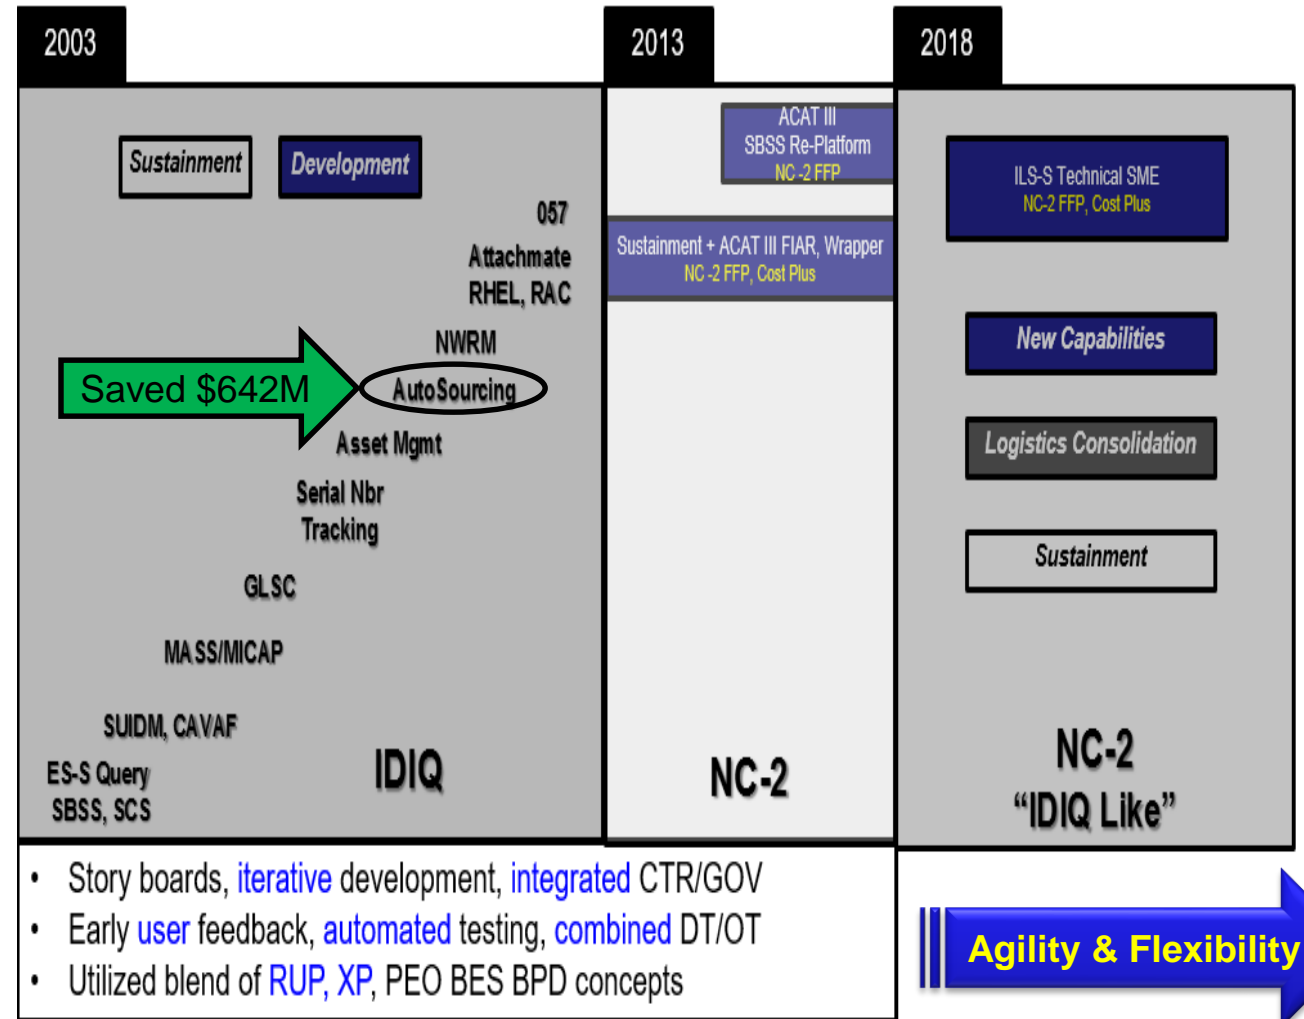 2003
2013
2018
Sustainment
Development
057
Attachmate
RHEL, RAC
NWRM
Saved $642M
AutoSourcing
Asset Mgmt
Serial Nbr
Tracking
GLSC
MASS/MICAP
SUIDM, CAVAF
ES-S Query
SBSS, SCS
IDIQ
ACAT III
SBSS Re-Platform
NC -2 FFP
Sustainment + ACAT III FIAR, Wrapper
NC -2 FFP, Cost Plus
NC-2
ILS-S Technical SME
NC-2 FFP, Cost Plus
New Capabilities
Logistics Consolidation
Sustainment
NC-2
“IDIQ Like”
• Story boards, iterative development, integrated CTR/GOV
• Early user feedback, automated testing, combined DT/OT
• Utilized blend of RUP, XP, PEO BES BPD concepts
Agility & Flexibility